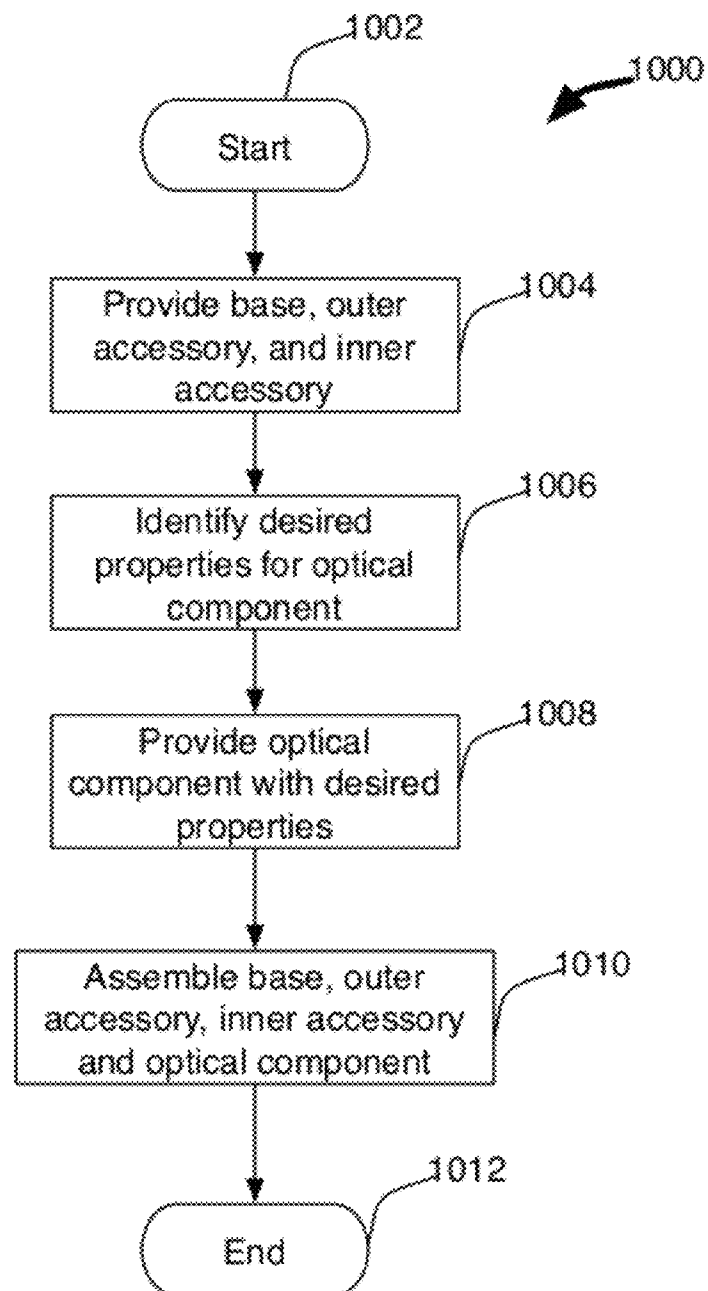 1002
1000
Start
1004
Provide base, outer
accessory, and inner
accessory
1006
Identify desired
properties for optical
component
1008
Provide optical
component with desired
properties
1010
Assemble base, outer
accessory, inner accessory
and optical component
1012
End